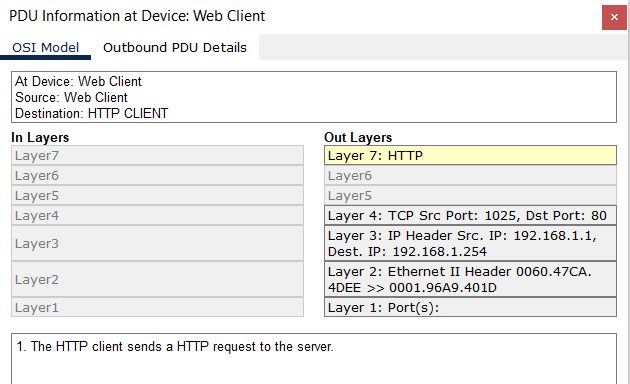 PDU Information at Device: Web Client
×
OSI Model Outbound PDU Details
At Device: Web Client
Source: Web Client
Destination: HTTP CLIENT
In Layers
Layer7
Layer6
Layer5
Layer4
Layer3
Layer2
Layer1
Out Layers
Layer 7: HTTP
Layer6
Layer5
Layer 4: TCP Src Port: 1025, Dst Port: 80
Layer 3: IP Header Src. IP: 192.168.1.1,
Dest. IP: 192.168.1.254
Layer 2: Ethernet II Header 0060.47CA.
4DEE >> 0001.96A9.401D
Layer 1: Port(s):
1. The HTTP client sends a HTTP request to the server.